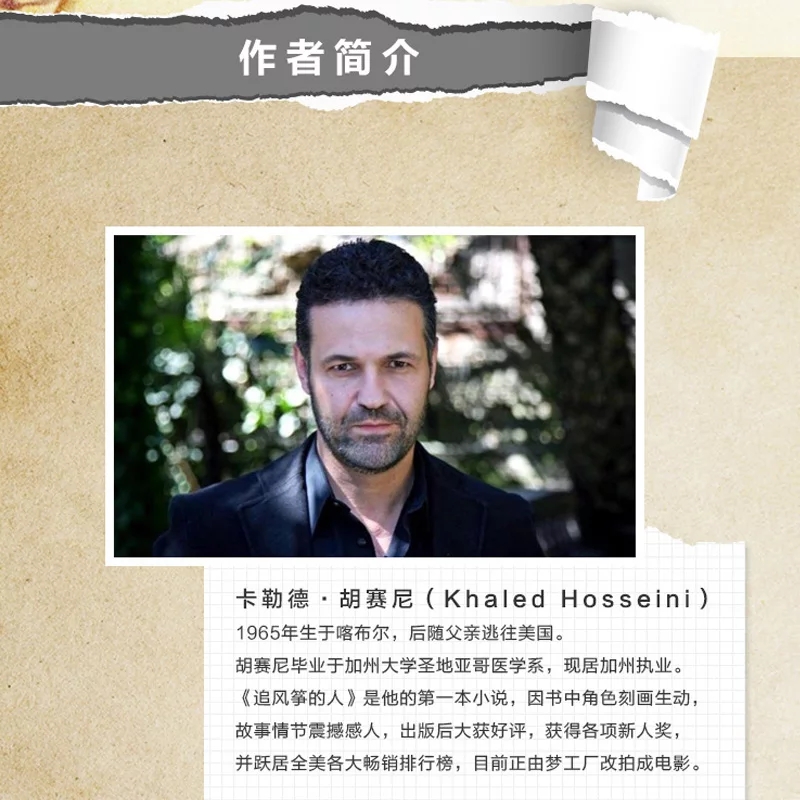 作者简介
卡勒德·胡赛尼（Khaled Hosseini）
1965年生于喀布尔，后随父亲逃往美国。
胡赛尼毕业于加州大学圣地亚哥医学系，现居加州执业。
《追风筝的人》是他的第一本小说，因书中角色刻画生动，
故事情节震撼感人，出版后大获好评，获得各项新人奖，
并跃居全美各大畅销排行榜，目前正由梦工厂改拍成电影。